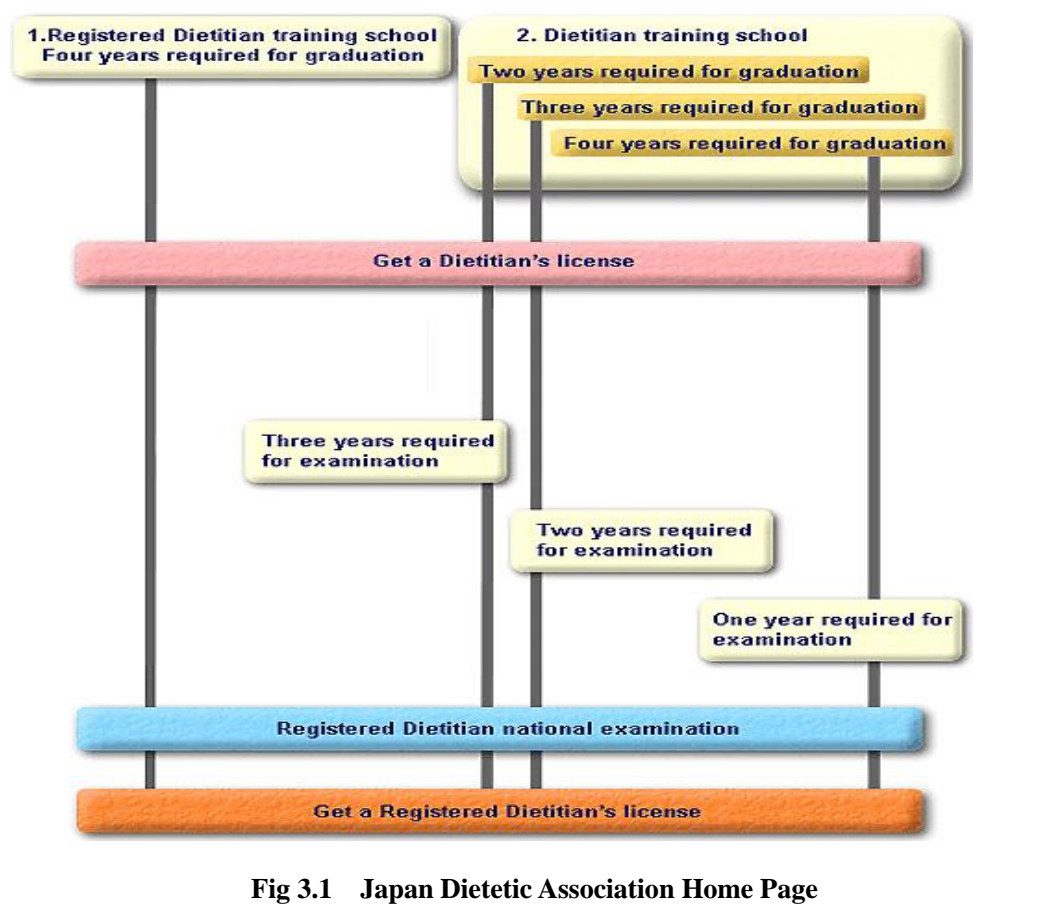 1.Registered Dietitian training school
Four years required for graduation
2. Dietitian training school
Two years required for graduation
Three years required for graduation
Four years required for graduation
Get a Dietitian's license
Three years required
for examination
Two years required
for examination
One year required for
examination
Registered Dietitian national examination
Get a Registered Dietitian's license
Fig 3.1 Japan Dietetic Association Home Page